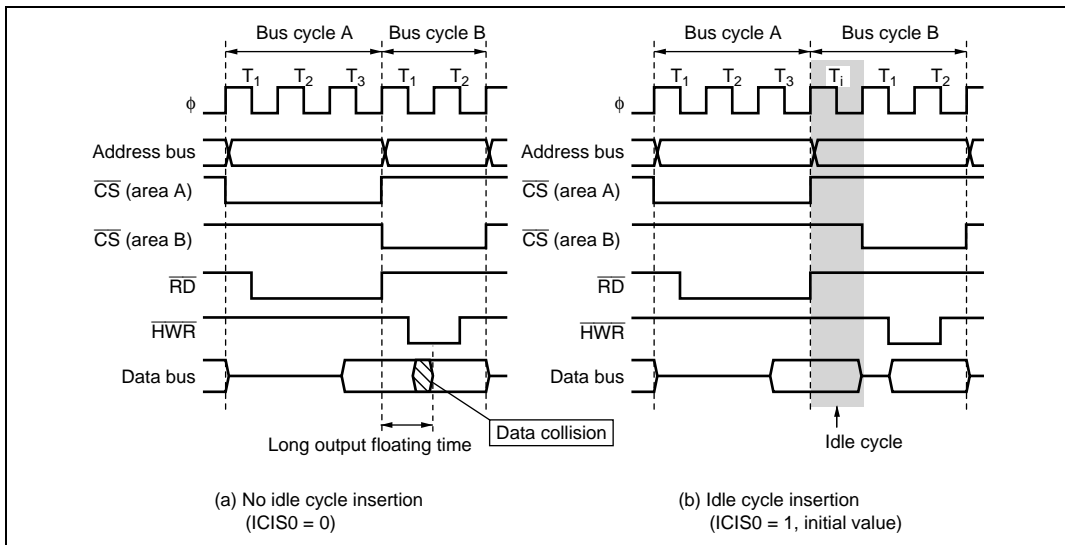 Bus cycle A Bus cycle B
T1 T2 T3 T1 T2
ϕ
Address bus
CS (area A)
CS (area B)
RD
HWR
Data bus
Data collision
Long output floating time
(a) No idle cycle insertion
(ICIS0 = 0)
Bus cycle A Bus cycle B
T1 T2 T3 Ti T1 T2
ϕ
Address bus
CS (area A)
CS (area B)
RD
HWR
Data bus
Idle cycle
(b) Idle cycle insertion
(ICIS0 = 1, initial value)